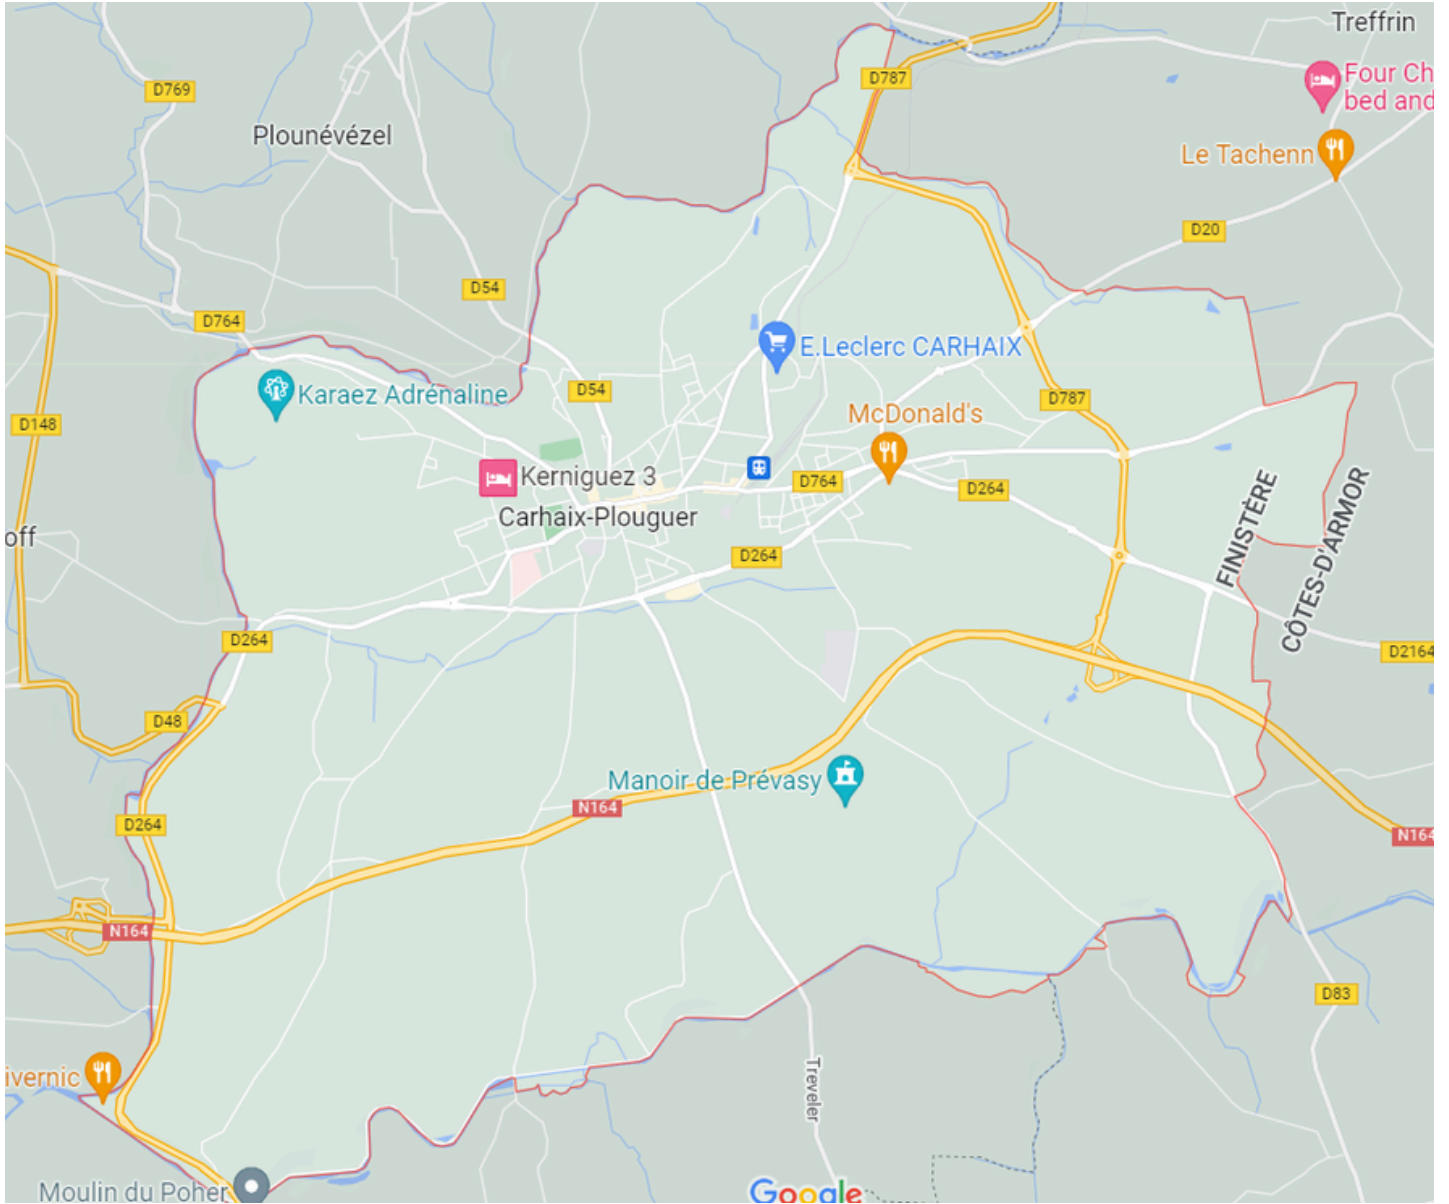 Treffrin
Four Ch
bed and
D787
D769
Plounévézel
Le Tachenn
D20
D54
D764
E.Leclerc CARHAIX
Karaez Adrénaline
D54
D787
D148
McDonald's
Kerniguez 3
D764
D264
Carhaix-Plouguer
FINISTÈRE
CÔTES-D'ARMOR
off
D264
D264
D2164
D48
Manoir de Prévasy
N164
D264
N164
N164
D83
ivernic
Treveler
Moulin du Poher
Google